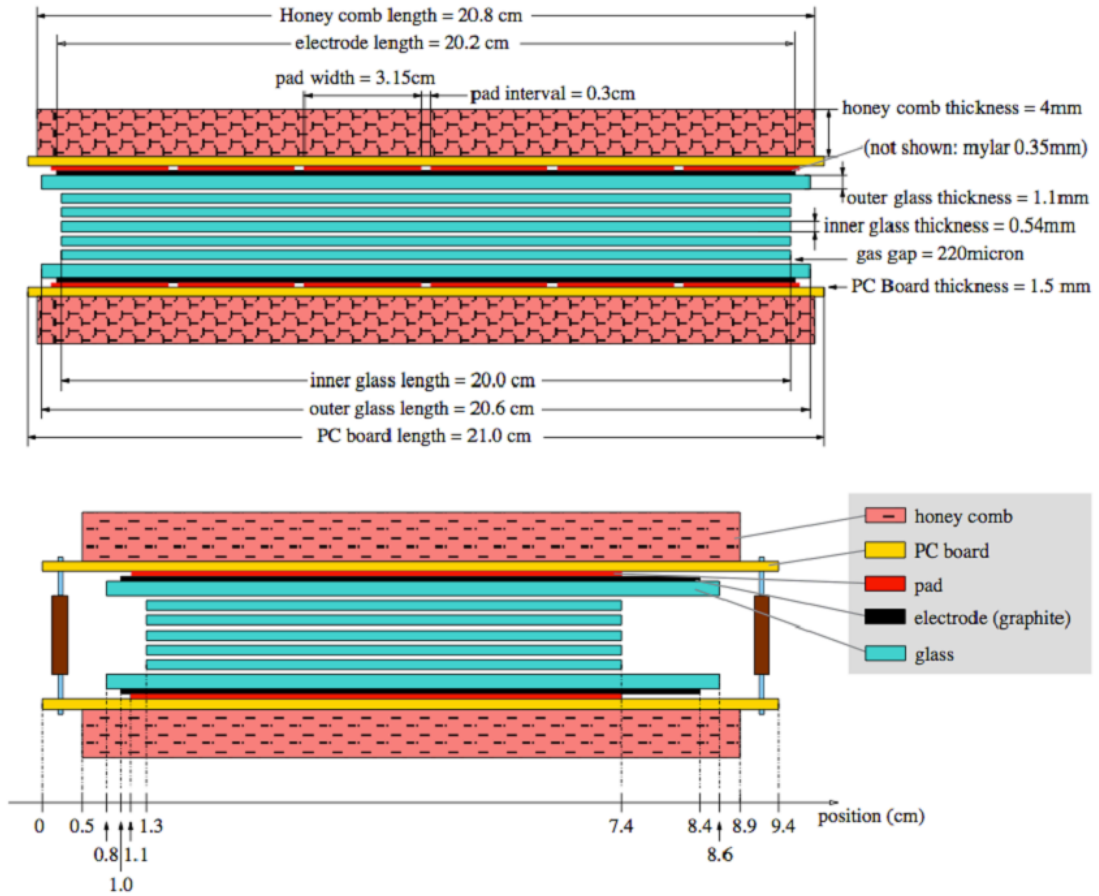 Honey comb length = 20.8 cm
electrode length = 20.2 cm
pad width = 3.15cm
pad interval = 0.3cm
honey comb thickness = 4mm
(not shown: mylar 0.35mm)
outer glass thickness = 1.1mm
inner glass thickness = 0.54mm
gas gap = 220micron
PC Board thickness = 1.5 mm
inner glass length = 20.0 cm
outer glass length = 20.6 cm
PC board length = 21.0 cm
honey comb
PC board
pad
electrode (graphite)
glass
position (cm)
0 0.5 1.3 7.4 8.4 8.9 9.4
0.8 1.1 8.6
1.0